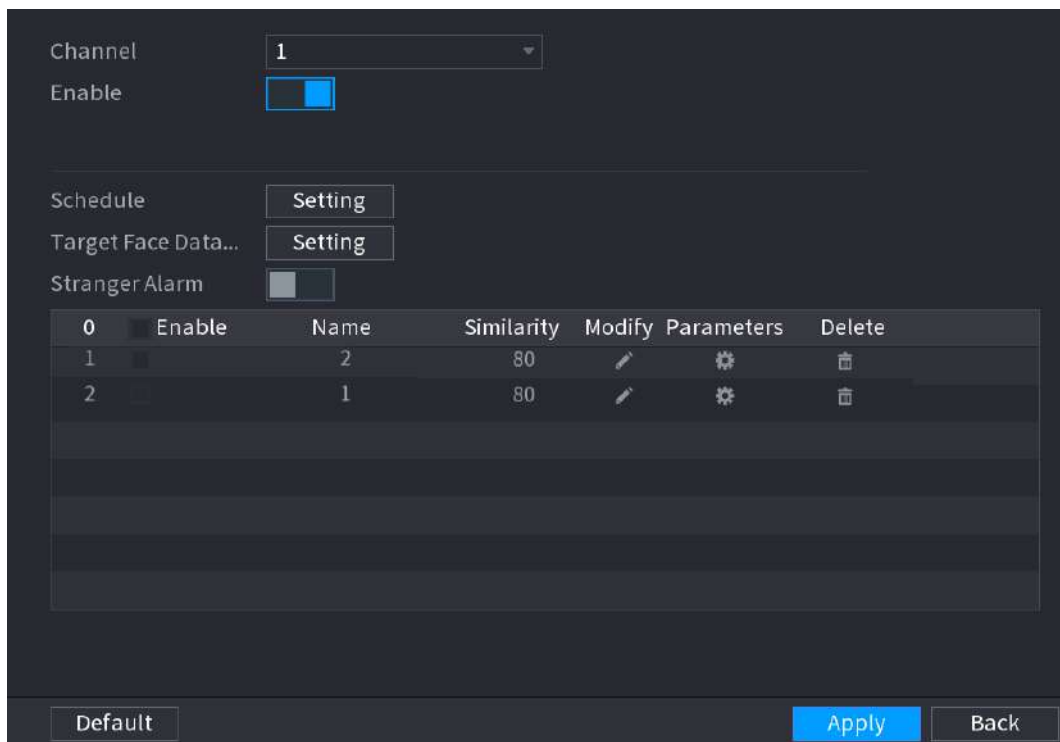 Channel 1
Enable
Schedule Setting
Target Face Data... Setting
Stranger Alarm
0 Enable Name Similarity Modify Parameters Delete
1 2 80
2 1 80
Default Apply Back